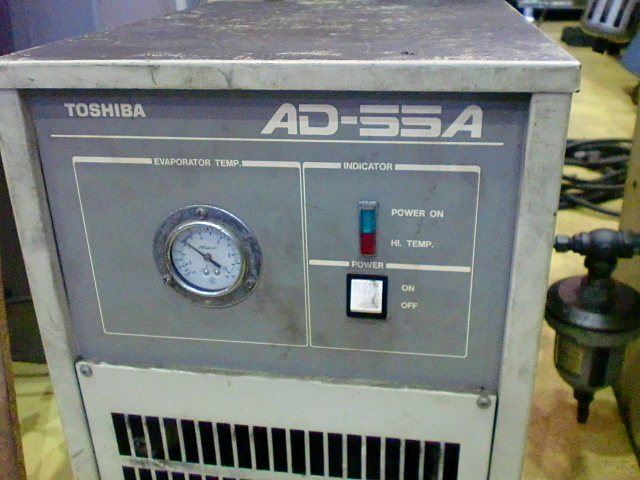 TOSHIBA
AD-55A
EVAPORATOR TEMP.
INDICATOR
POWER ON
HI. TEMP.
POWER
ON
OFF